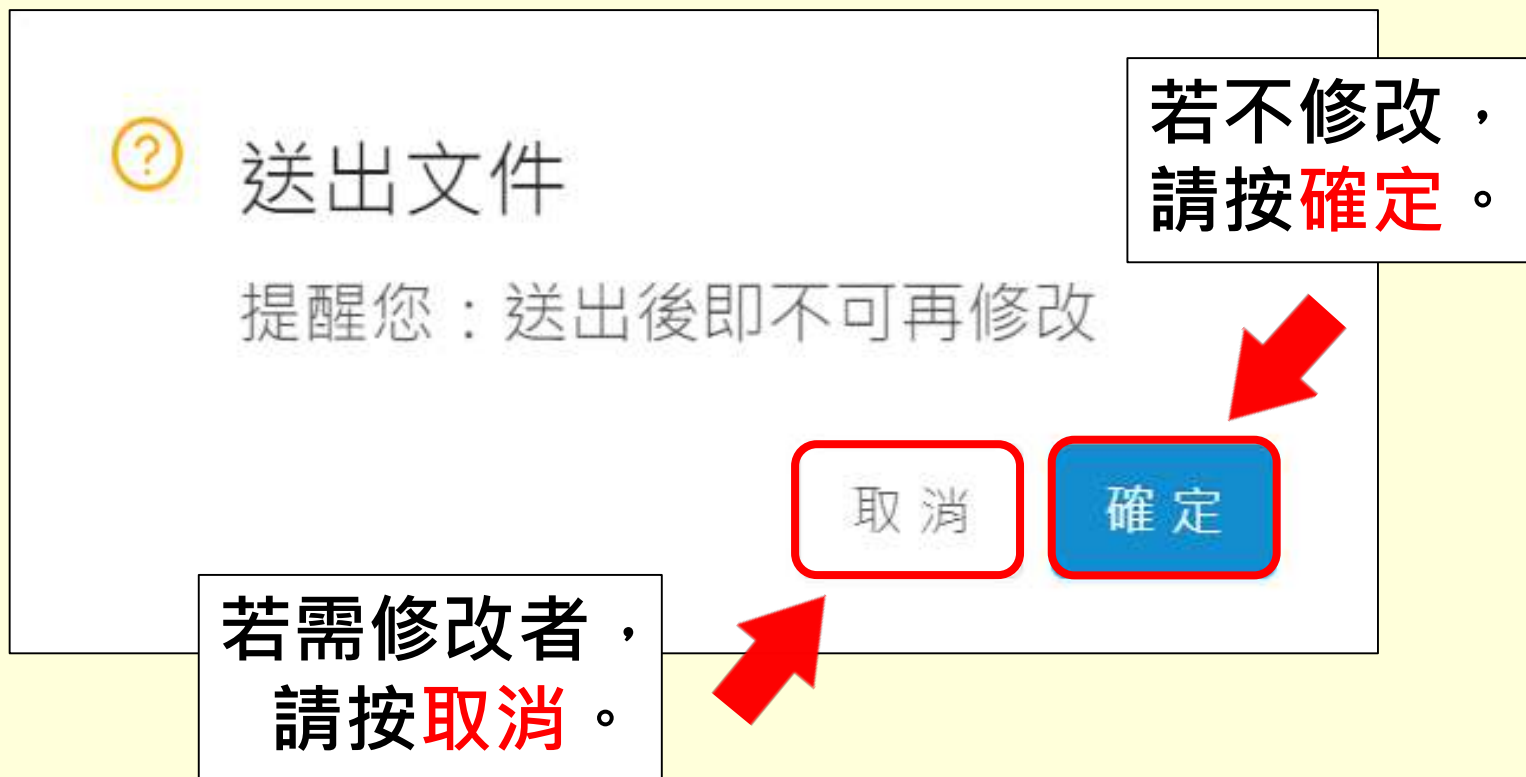 若不修改，
請按確定。
送出文件
提醒您：送出後即不可再修改
取消
確定
若需修改者，
請按取消。